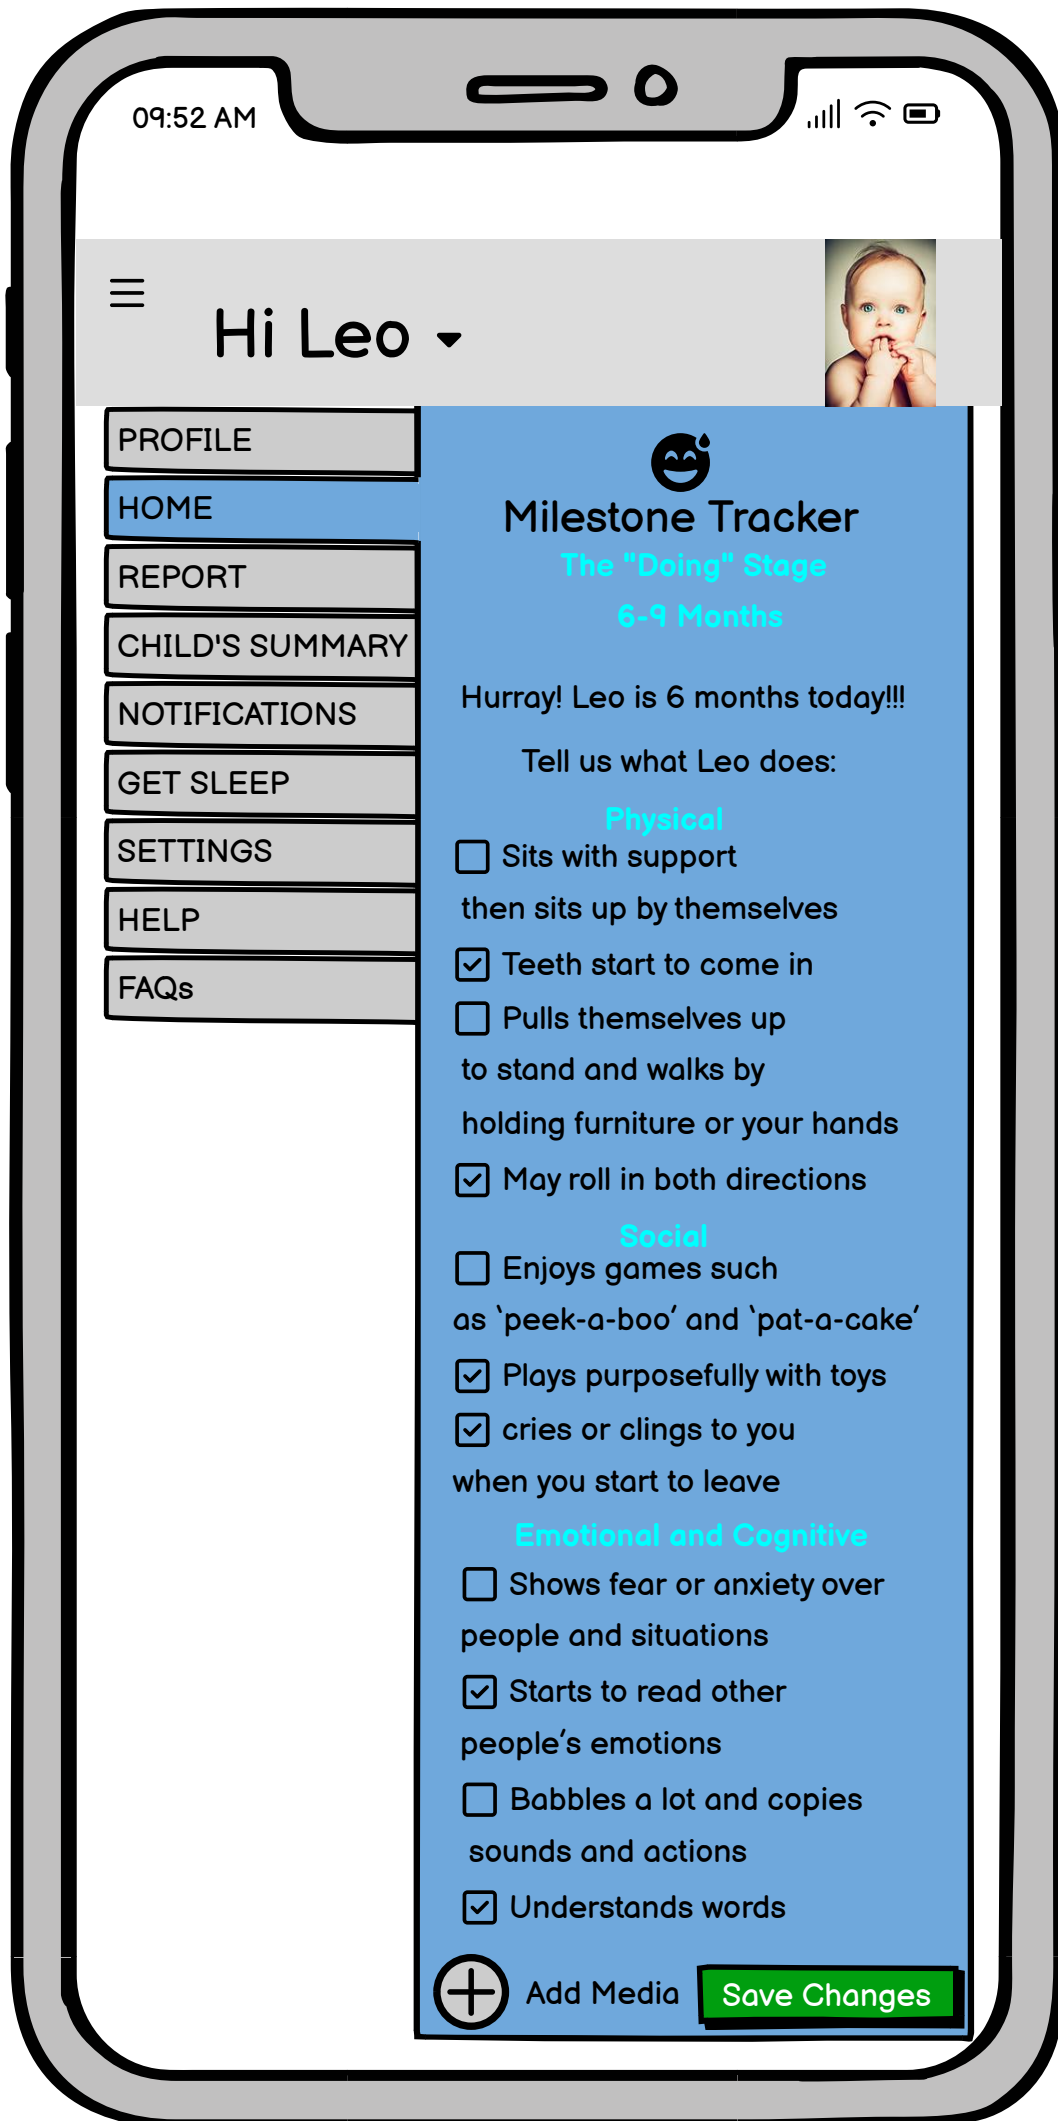 09:52 AM
Hi Leo
PROFILE
HOME
REPORT
CHILD'S SUMMARY
NOTIFICATIONS
GET SLEEP
SETTINGS
HELP
FAQs
Milestone Tracker
The "Doing" Stage
6-9 Months
Hurray! Leo is 6 months today!!!
Tell us what Leo does:
Physical
Sits with support
then sits up by themselves
Teeth start to come in
Pulls themselves up
to stand and walks by
holding furniture or your hands
May roll in both directions
Social
Enjoys games such
as ‘peek-a-boo’ and ‘pat-a-cake’
Plays purposefully with toys
cries or clings to you
when you start to leave
Emotional and Cognitive
Shows fear or anxiety over
people and situations
Starts to read other
people’s emotions
Babbles a lot and copies
sounds and actions
Understands words
Add Media
Save Changes